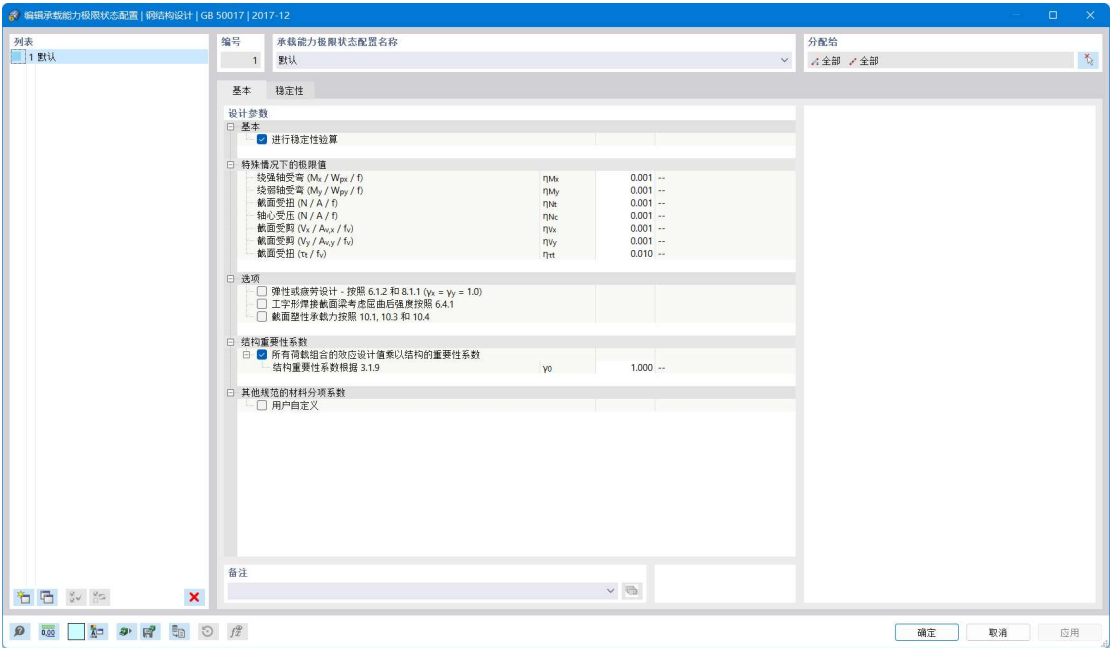 编辑承载能力极限状态配置 | 钢结构设计 | GB 50017 | 2017-12
列表
1 默认
编号
1
承载能力极限状态配置名称
默认
分配给
全部 全部
基本 稳定性
设计参数
基本
进行稳定性验算
特殊情况下的极限值
绕强轴受弯 (Mx / Wpx / f) ηMx 0.001 --
绕弱轴受弯 (My / Wpy / f) ηMy 0.001 --
截面受扭 (N / A / f) ηNt 0.001 --
轴心受压 (N / A / f) ηNc 0.001 --
截面受剪 (Vx / Av,x / fv) ηVx 0.001 --
截面受剪 (Vy / Av,y / fv) ηVy 0.001 --
截面受扭 (τt / fv) ητt 0.010 --
选项
弹性或疲劳设计 - 按照 6.1.2 和 8.1.1 (γx = γy = 1.0)
工字形焊接截面梁考虑屈曲后强度按照 6.4.1
截面塑性承载力按照 10.1, 10.3 和 10.4
结构重要性系数
所有荷载组合的效应设计值乘以结构的重要性系数
结构重要性系数根据 3.1.9 γ0 1.000 --
其他规范的材料分项系数
用户自定义
备注
0,00
确定 取消 应用